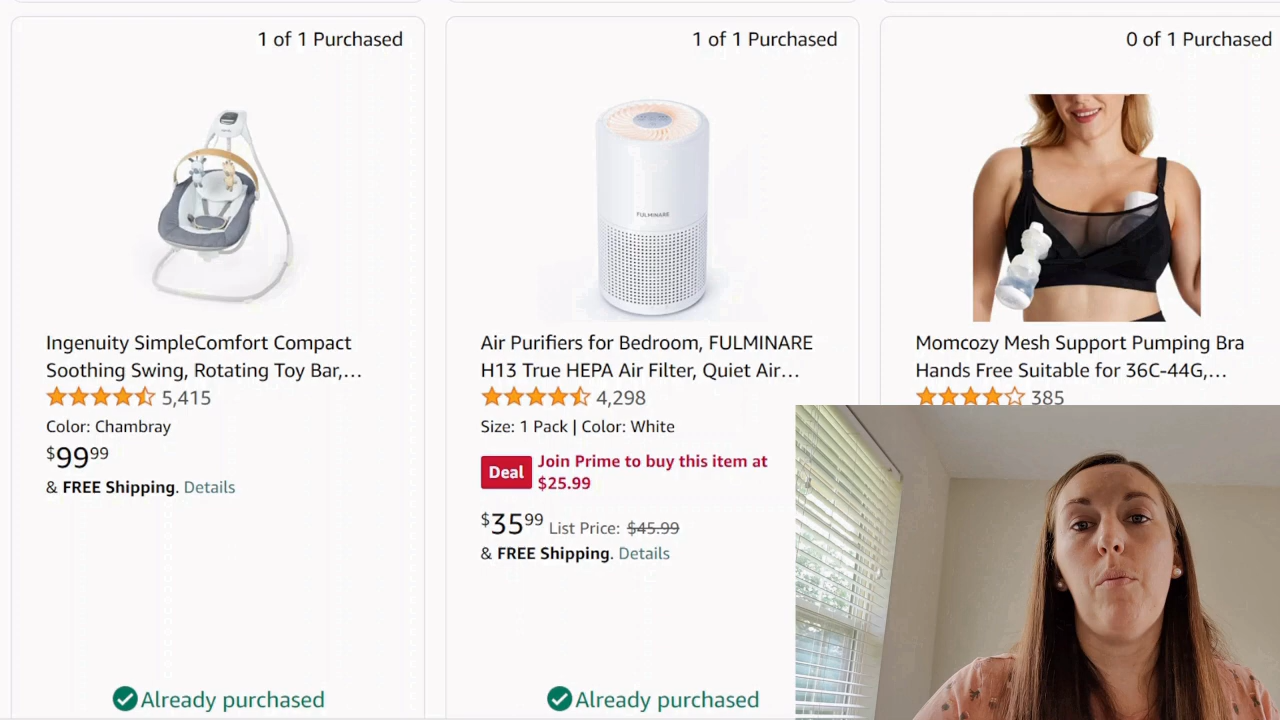 1 of 1 Purchased
1 of 1 Purchased
0 of 1 Purchased
FULMINARE
Ingenuity SimpleComfort Compact
Soothing Swing, Rotating Toy Bar,...
5,415
Color: Chambray
$99.99
& FREE Shipping. Details
Already purchased
Air Purifiers for Bedroom, FULMINARE
H13 True HEPA Air Filter, Quiet Air...
4,298
Size: 1 Pack | Color: White
Deal
Join Prime to buy this item at
$25.99
$35.99 List Price: $45.99
& FREE Shipping. Details
Already purchased
Momcozy Mesh Support Pumping Bra
Hands Free Suitable for 36C-44G,...
385